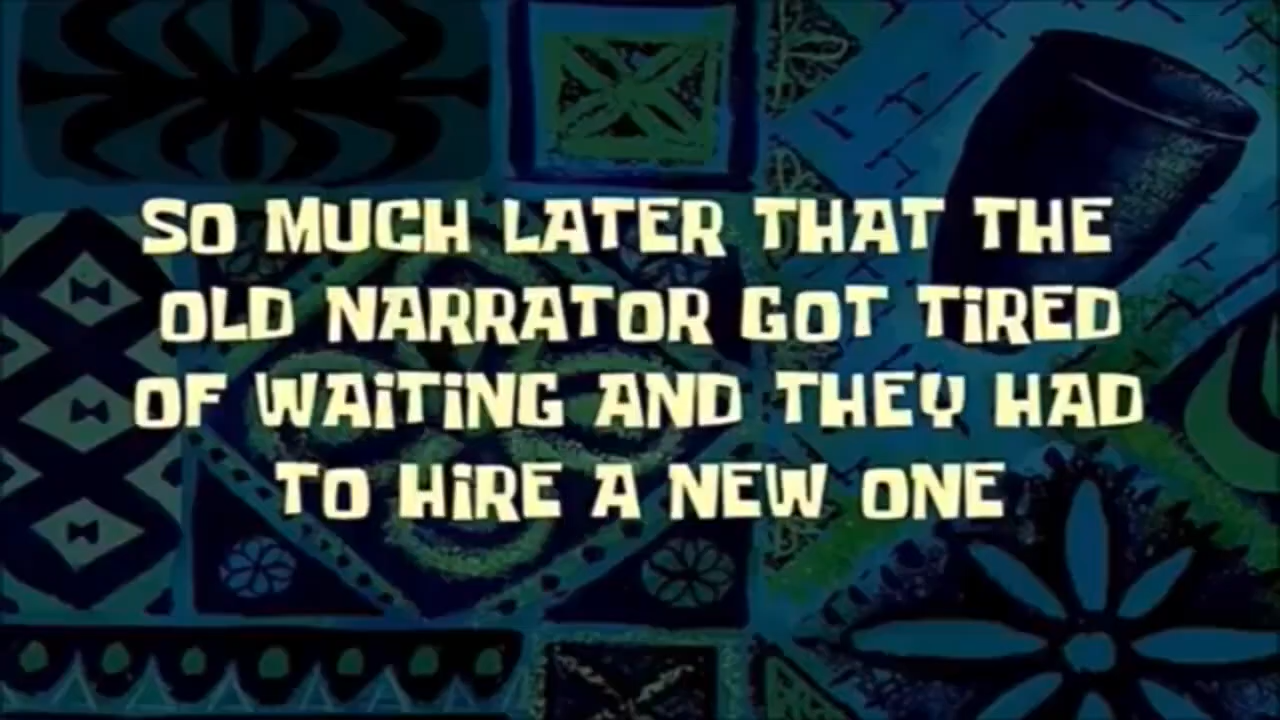 SO MUCH LATER THAT THE
OLD NARRATOR GOT TiRED
OF WAiTiNG AND THEY HAD
TO HiRE A NEW ONE